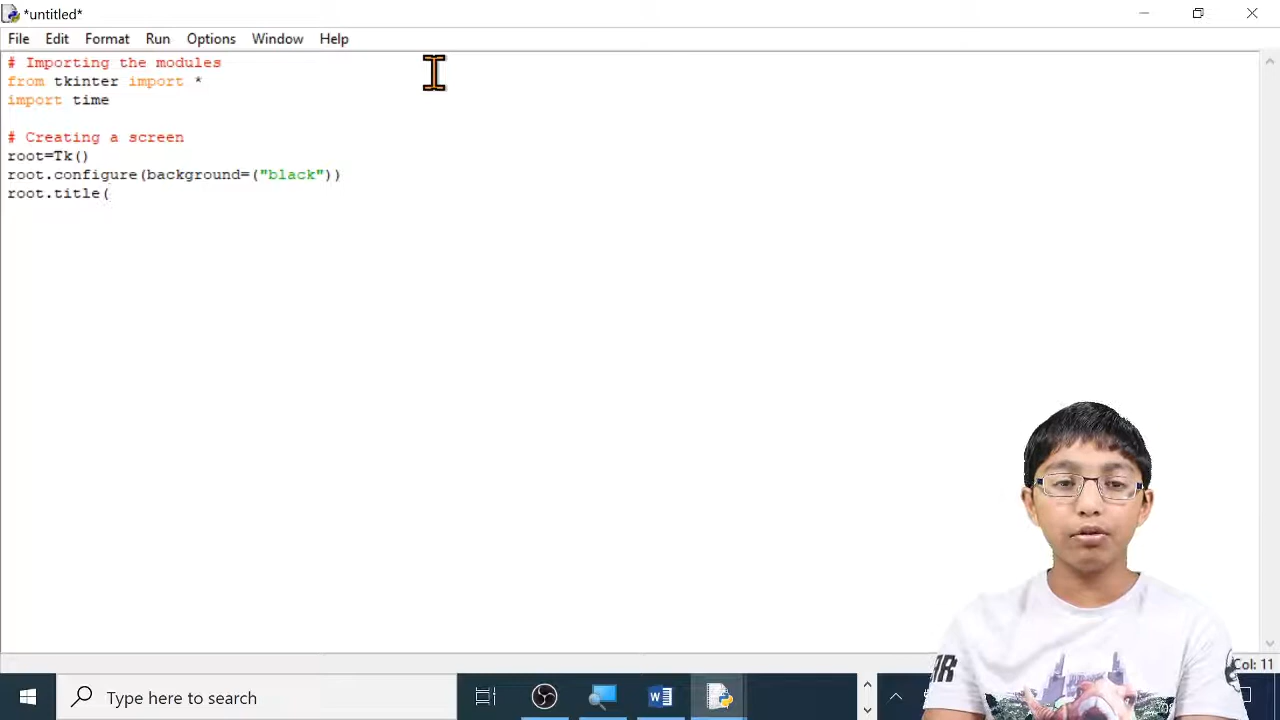 *untitled*
File Edit Format Run Options Window Help
# Importing the modules
from tkinter import *
import time
# Creating a screen
root=Tk()
root.configure(background=("black"))
root.title(
Col: 11
Type here to search